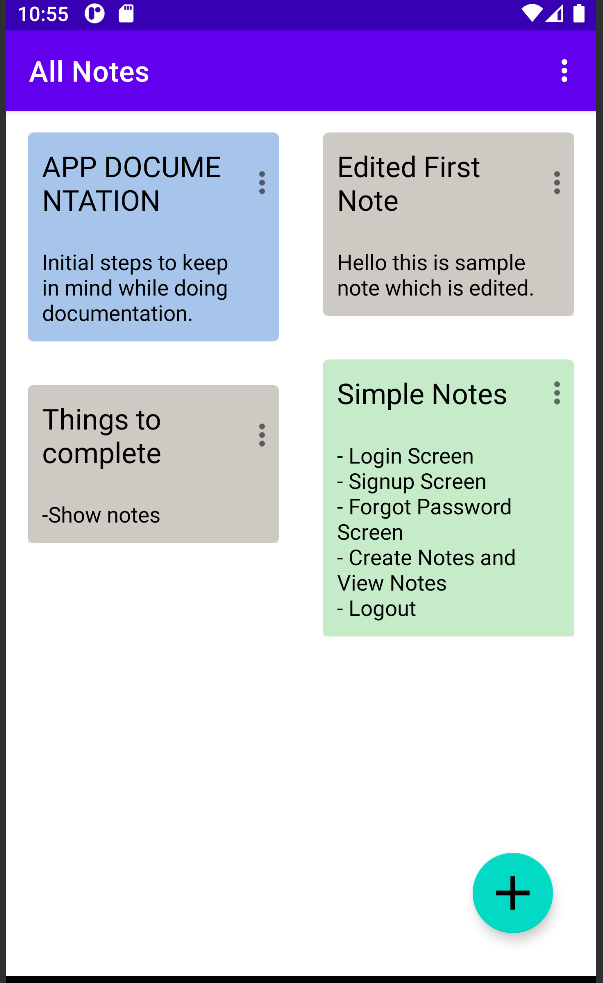 10:55
All Notes
APP DOCUME
NTATION
Initial steps to keep
in mind while doing
documentation.
Edited First
Note
Hello this is sample
note which is edited.
Things to
complete
-Show notes
Simple Notes
- Login Screen
- Signup Screen
- Forgot Password
Screen
- Create Notes and
View Notes
- Logout